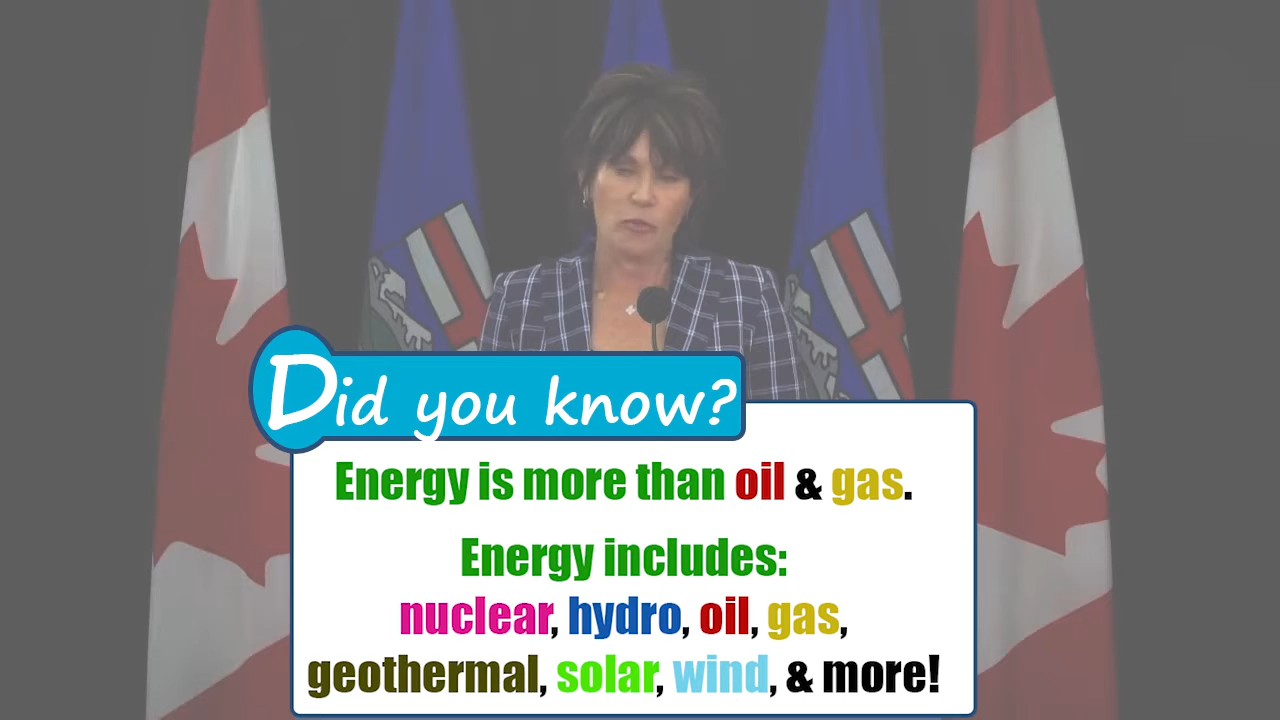 Did you know?
Energy is more than oil & gas.
Energy includes:
nuclear, hydro, oil, gas,
geothermal, solar, wind, & more!